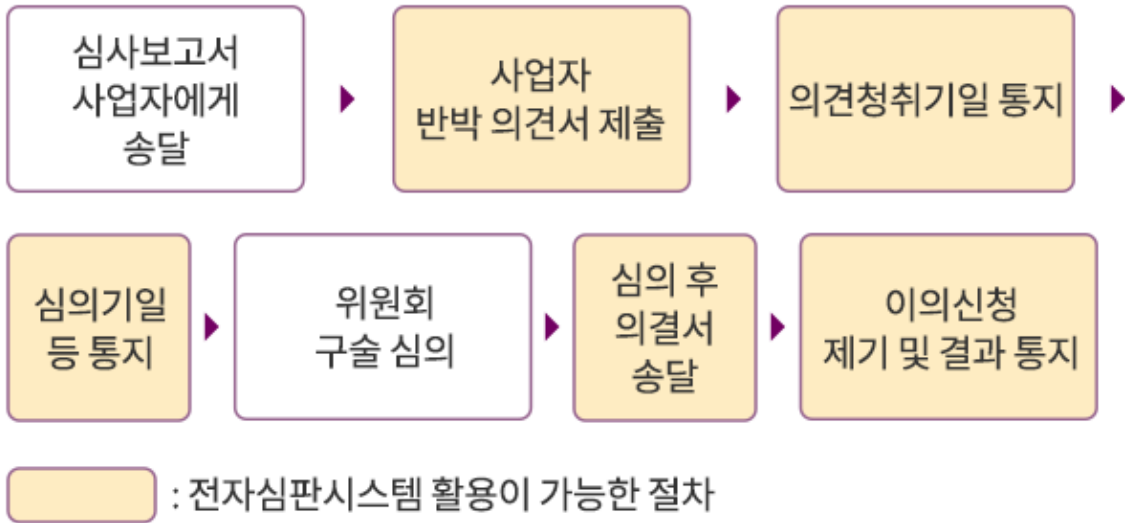 심사보고서
사업자에게
송달
사업자
반박 의견서 제출
의견청취기일 통지
심의기일
등 통지
위원회
구술 심의
심의 후
의결서
송달
이의신청
제기 및 결과 통지
: 전자심판시스템 활용이 가능한 절차